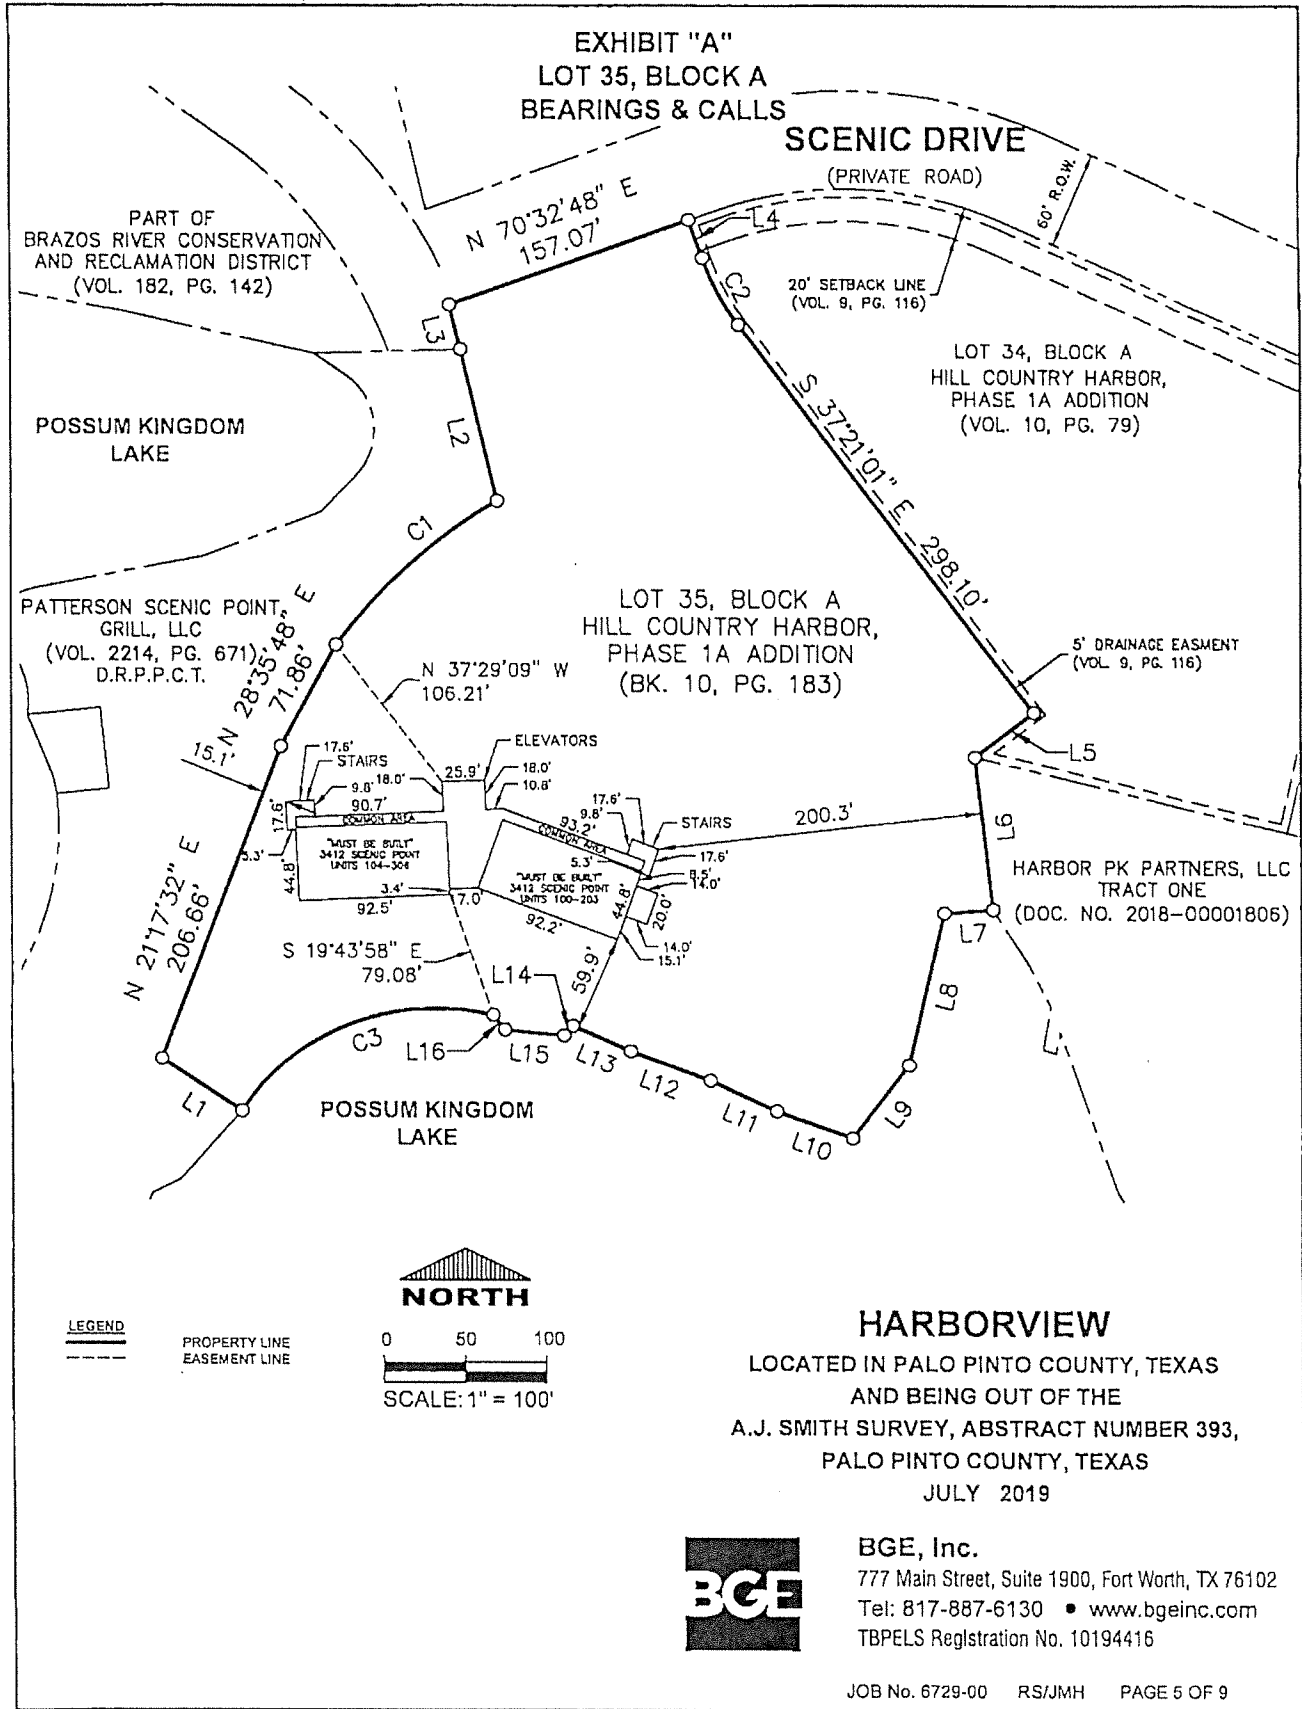 EXHIBIT "A"
LOT 35, BLOCK A
BEARINGS & CALLS
SCENIC DRIVE
(PRIVATE ROAD)
60' R.O.W.
PART OF
BRAZOS RIVER CONSERVATION
AND RECLAMATION DISTRICT
(VOL. 182, PG. 142)
N 70°32'48" E
157.07'
L4
C2
L3
20' SETBACK LINE
(VOL. 9, PG. 116)
LOT 34, BLOCK A
HILL COUNTRY HARBOR,
PHASE 1A ADDITION
(VOL. 10, PG. 79)
POSSUM KINGDOM
LAKE
L2
S 37°21'01" E 298.10'
C1
PATTERSON SCENIC POINT
GRILL, LLC
(VOL. 2214, PG. 671)
D.R.P.P.C.T.
N 28°35'48" E
71.86'
LOT 35, BLOCK A
HILL COUNTRY HARBOR,
PHASE 1A ADDITION
(BK. 10, PG. 183)
5' DRAINAGE EASMENT
(VOL. 9, PG. 116)
N 37°29'09" W
106.21'
L5
15.1'
17.6'
STAIRS
9.8'
18.0'
25.9'
ELEVATORS
18.0'
10.8'
90.7'
COMMON AREA
17.6'
5.3'
44.8'
"MUST BE BUILT"
3412 SCENIC POINT
UNITS 104-306
3.4'
92.5'
7.0'
93.2'
COMMON AREA
17.6'
9.8'
STAIRS
5.3'
17.6'
8.5'
14.0'
"MUST BE BUILT"
3412 SCENIC POINT
UNITS 100-203
44.8'
20.0'
92.2'
14.0'
15.1'
200.3'
L6
HARBOR PK PARTNERS, LLC
TRACT ONE
(DOC. NO. 2018-00001806)
N 21°17'32" E
206.66'
S 19°43'58" E
79.08'
L14
59.9'
L7
L8
C3
L16
L15
L13
L12
L11
L10
L9
L1
POSSUM KINGDOM
LAKE
NORTH
LEGEND
PROPERTY LINE
EASEMENT LINE
0 50 100
SCALE: 1" = 100'
HARBORVIEW
LOCATED IN PALO PINTO COUNTY, TEXAS
AND BEING OUT OF THE
A.J. SMITH SURVEY, ABSTRACT NUMBER 393,
PALO PINTO COUNTY, TEXAS
JULY 2019
BGE
BGE, Inc.
777 Main Street, Suite 1900, Fort Worth, TX 76102
Tel: 817-887-6130 • www.bgeinc.com
TBPELS Registration No. 10194416
JOB No. 6729-00 RS/JMH PAGE 5 OF 9